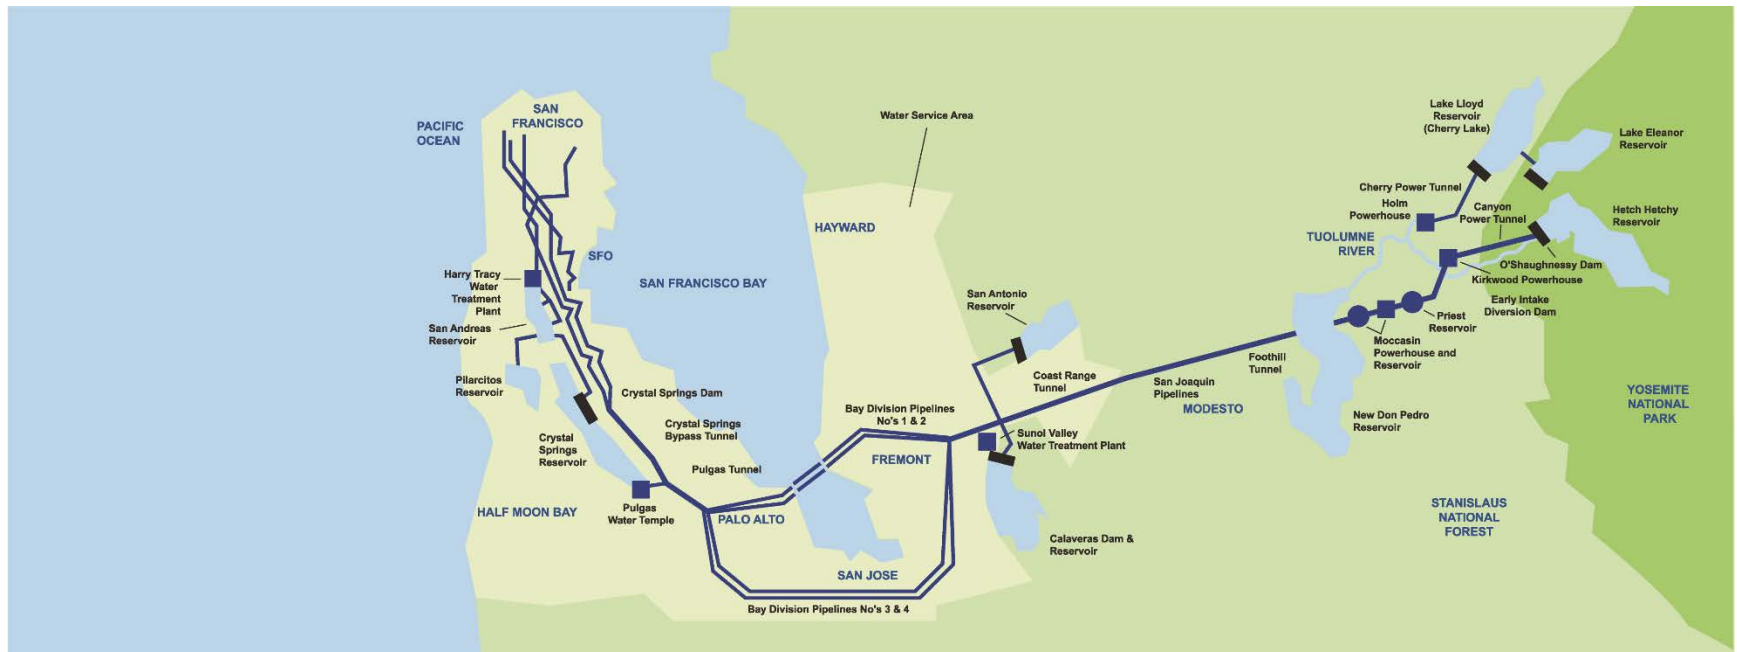 SAN
FRANCISCO
PACIFIC
OCEAN
Water Service Area
Lake Lloyd
Reservoir
(Cherry Lake)
Lake Eleanor
Reservoir
Cherry Power Tunnel
Holm
Powerhouse
Canyon
Power Tunnel
Hetch Hetchy
Reservoir
HAYWARD
TUOLUMNE
RIVER
SFO
O'Shaughnessy Dam
Kirkwood Powerhouse
Harry Tracy
Water
Treatment
Plant
SAN FRANCISCO BAY
San Antonio
Reservoir
Early Intake
Diversion Dam
Priest
Reservoir
San Andreas
Reservoir
Moccasin
Powerhouse and
Reservoir
Foothill
Tunnel
Pilarcitos
Reservoir
Coast Range
Tunnel
San Joaquin
Pipelines
MODESTO
Crystal Springs Dam
YOSEMITE
NATIONAL
PARK
Bay Division Pipelines
No's 1 & 2
New Don Pedro
Reservoir
Crystal Springs
Bypass Tunnel
Crystal
Springs
Reservoir
Sunol Valley
Water Treatment Plant
FREMONT
Pulgas Tunnel
HALF MOON BAY
Pulgas
Water Temple
PALO ALTO
STANISLAUS
NATIONAL
FOREST
Calaveras Dam &
Reservoir
SAN JOSE
Bay Division Pipelines No's 3 & 4